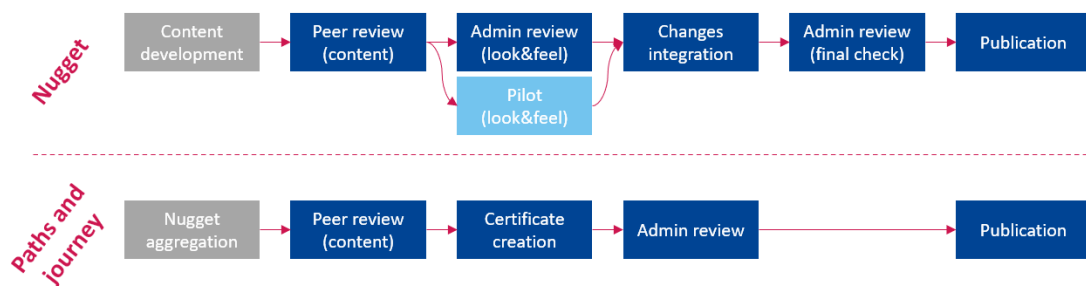 Nugget
Content
development
Peer review
(content)
Admin review
(look&feel)
Pilot
(look&feel)
Changes
integration
Admin review
(final check)
Publication
Paths and
journey
Nugget
aggregation
Peer review
(content)
Certificate
creation
Admin review
Publication